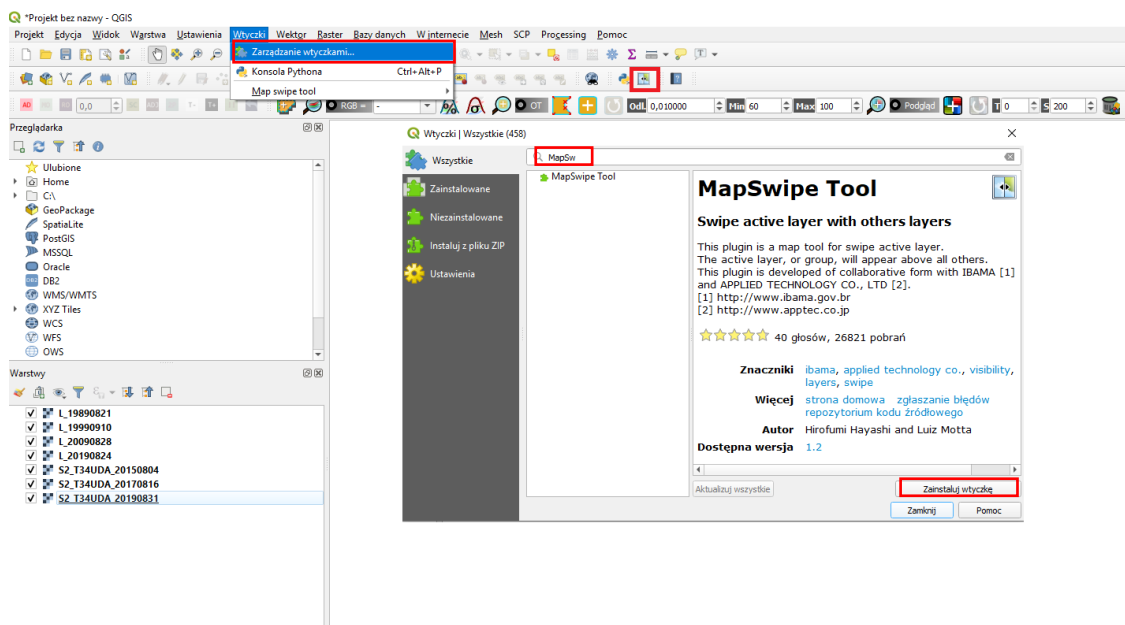 *Projekt bez nazwy - QGIS
Projekt Edycja Widok Warstwa Ustawienia Wtyczki Wektor Raster Bazy danych W internecie Mesh SCP Processing Pomoc
Zarządzanie wtyczkami...
Konsola Pythona Ctrl+Alt+P
Map swipe tool
0,0
RGB = -
OT
Odl. 0,010000
Min 60
Max 100
Podgląd
T 0
S 200
Przeglądarka
Ulubione
Home
C:\
GeoPackage
SpatiaLite
PostGIS
MSSQL
Oracle
DB2
WMS/WMTS
XYZ Tiles
WCS
WFS
OWS
Warstwy
L_19890821
L_19990910
L_20090828
L_20190824
S2_T34UDA_20150804
S2_T34UDA_20170816
S2_T34UDA_20190831
Wtyczki | Wszystkie (458)
Wszystkie
Zainstalowane
Niezainstalowane
Instaluj z pliku ZIP
Ustawienia
MapSw
MapSwipe Tool
MapSwipe Tool
Swipe active layer with others layers
This plugin is a map tool for swipe active layer.
The active layer, or group, will appear above all others.
This plugin is developed of collaborative form with IBAMA [1]
and APPLIED TECHNOLOGY CO., LTD [2].
[1] http://www.ibama.gov.br
[2] http://www.apptec.co.jp
40 głosów, 26821 pobrań
Znaczniki ibama, applied technology co., visibility,
layers, swipe
Więcej strona domowa zgłaszanie błędów
repozytorium kodu źródłowego
Autor Hirofumi Hayashi and Luiz Motta
Dostępna wersja 1.2
Aktualizuj wszystkie
Zainstaluj wtyczkę
Zamknij
Pomoc